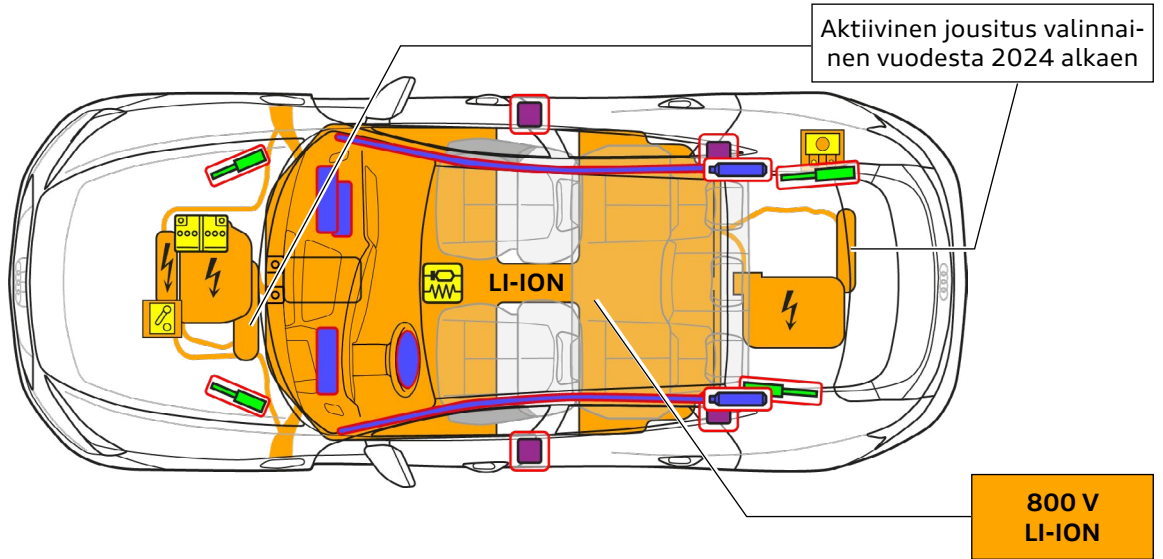 Aktiivinen jousitus valinnai-
nen vuodesta 2024 alkaen
LI-ION
800 V
LI-ION